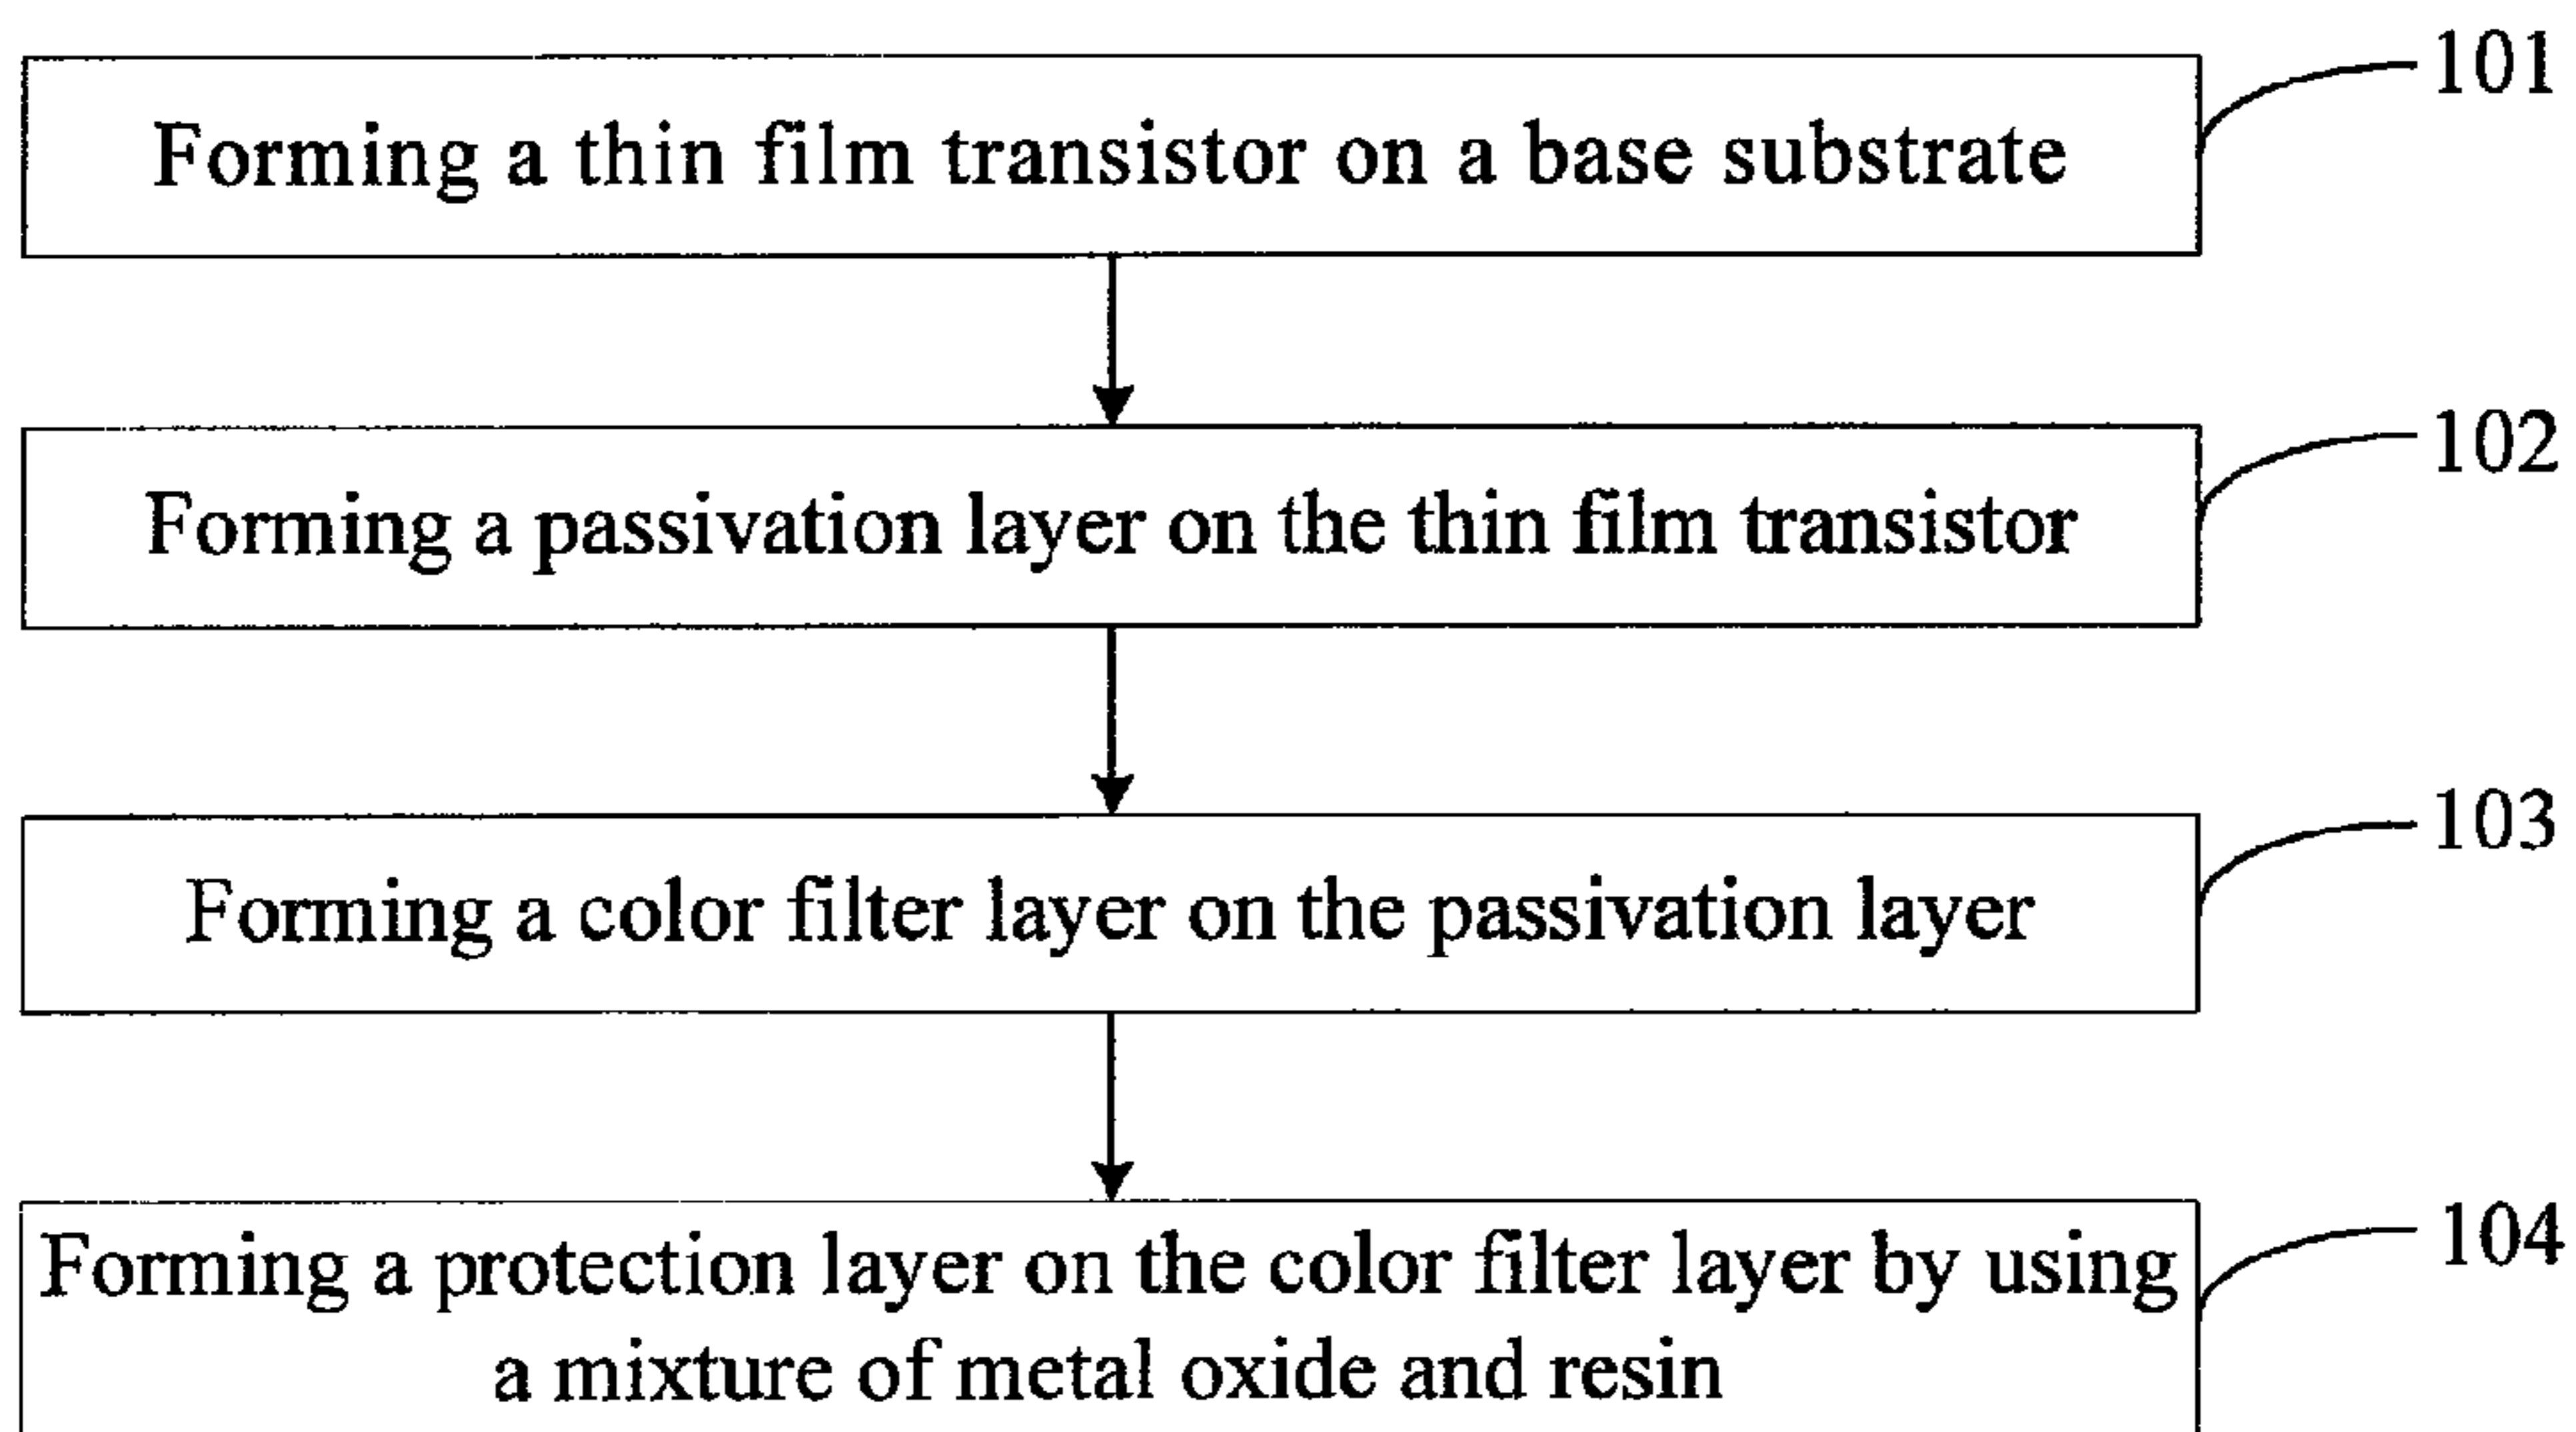 101
Forming a thin film transistor on a base substrate
102
Forming a passivation layer on the thin film transistor
103
Forming a color filter layer on the passivation layer
104
Forming a protection layer on the color filter layer by using
a mixture of metal oxide and resin